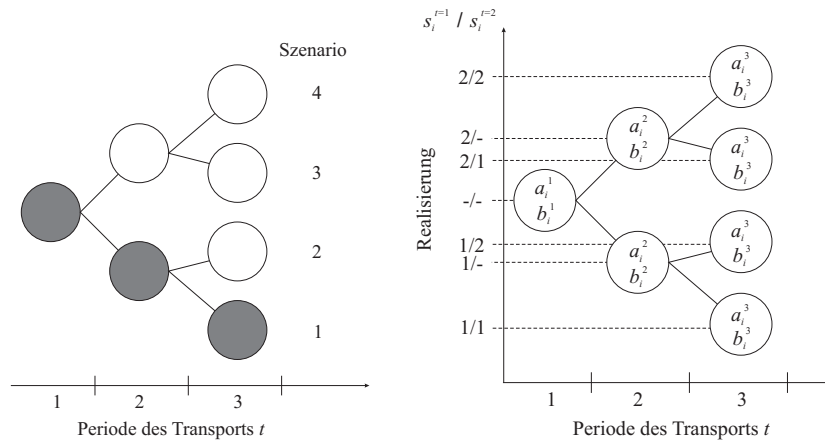 Szenario
4
3
2
1
1 2 3
Periode des Transports t
s_i^{t=1} / s_i^{t=2}
Realisierung
2/2
2/-
2/1
-/-
1/2
1/-
1/1
a_i^3
b_i^3
a_i^2
b_i^2
a_i^3
b_i^3
a_i^1
b_i^1
a_i^3
b_i^3
a_i^2
b_i^2
a_i^3
b_i^3
1 2 3
Periode des Transports t